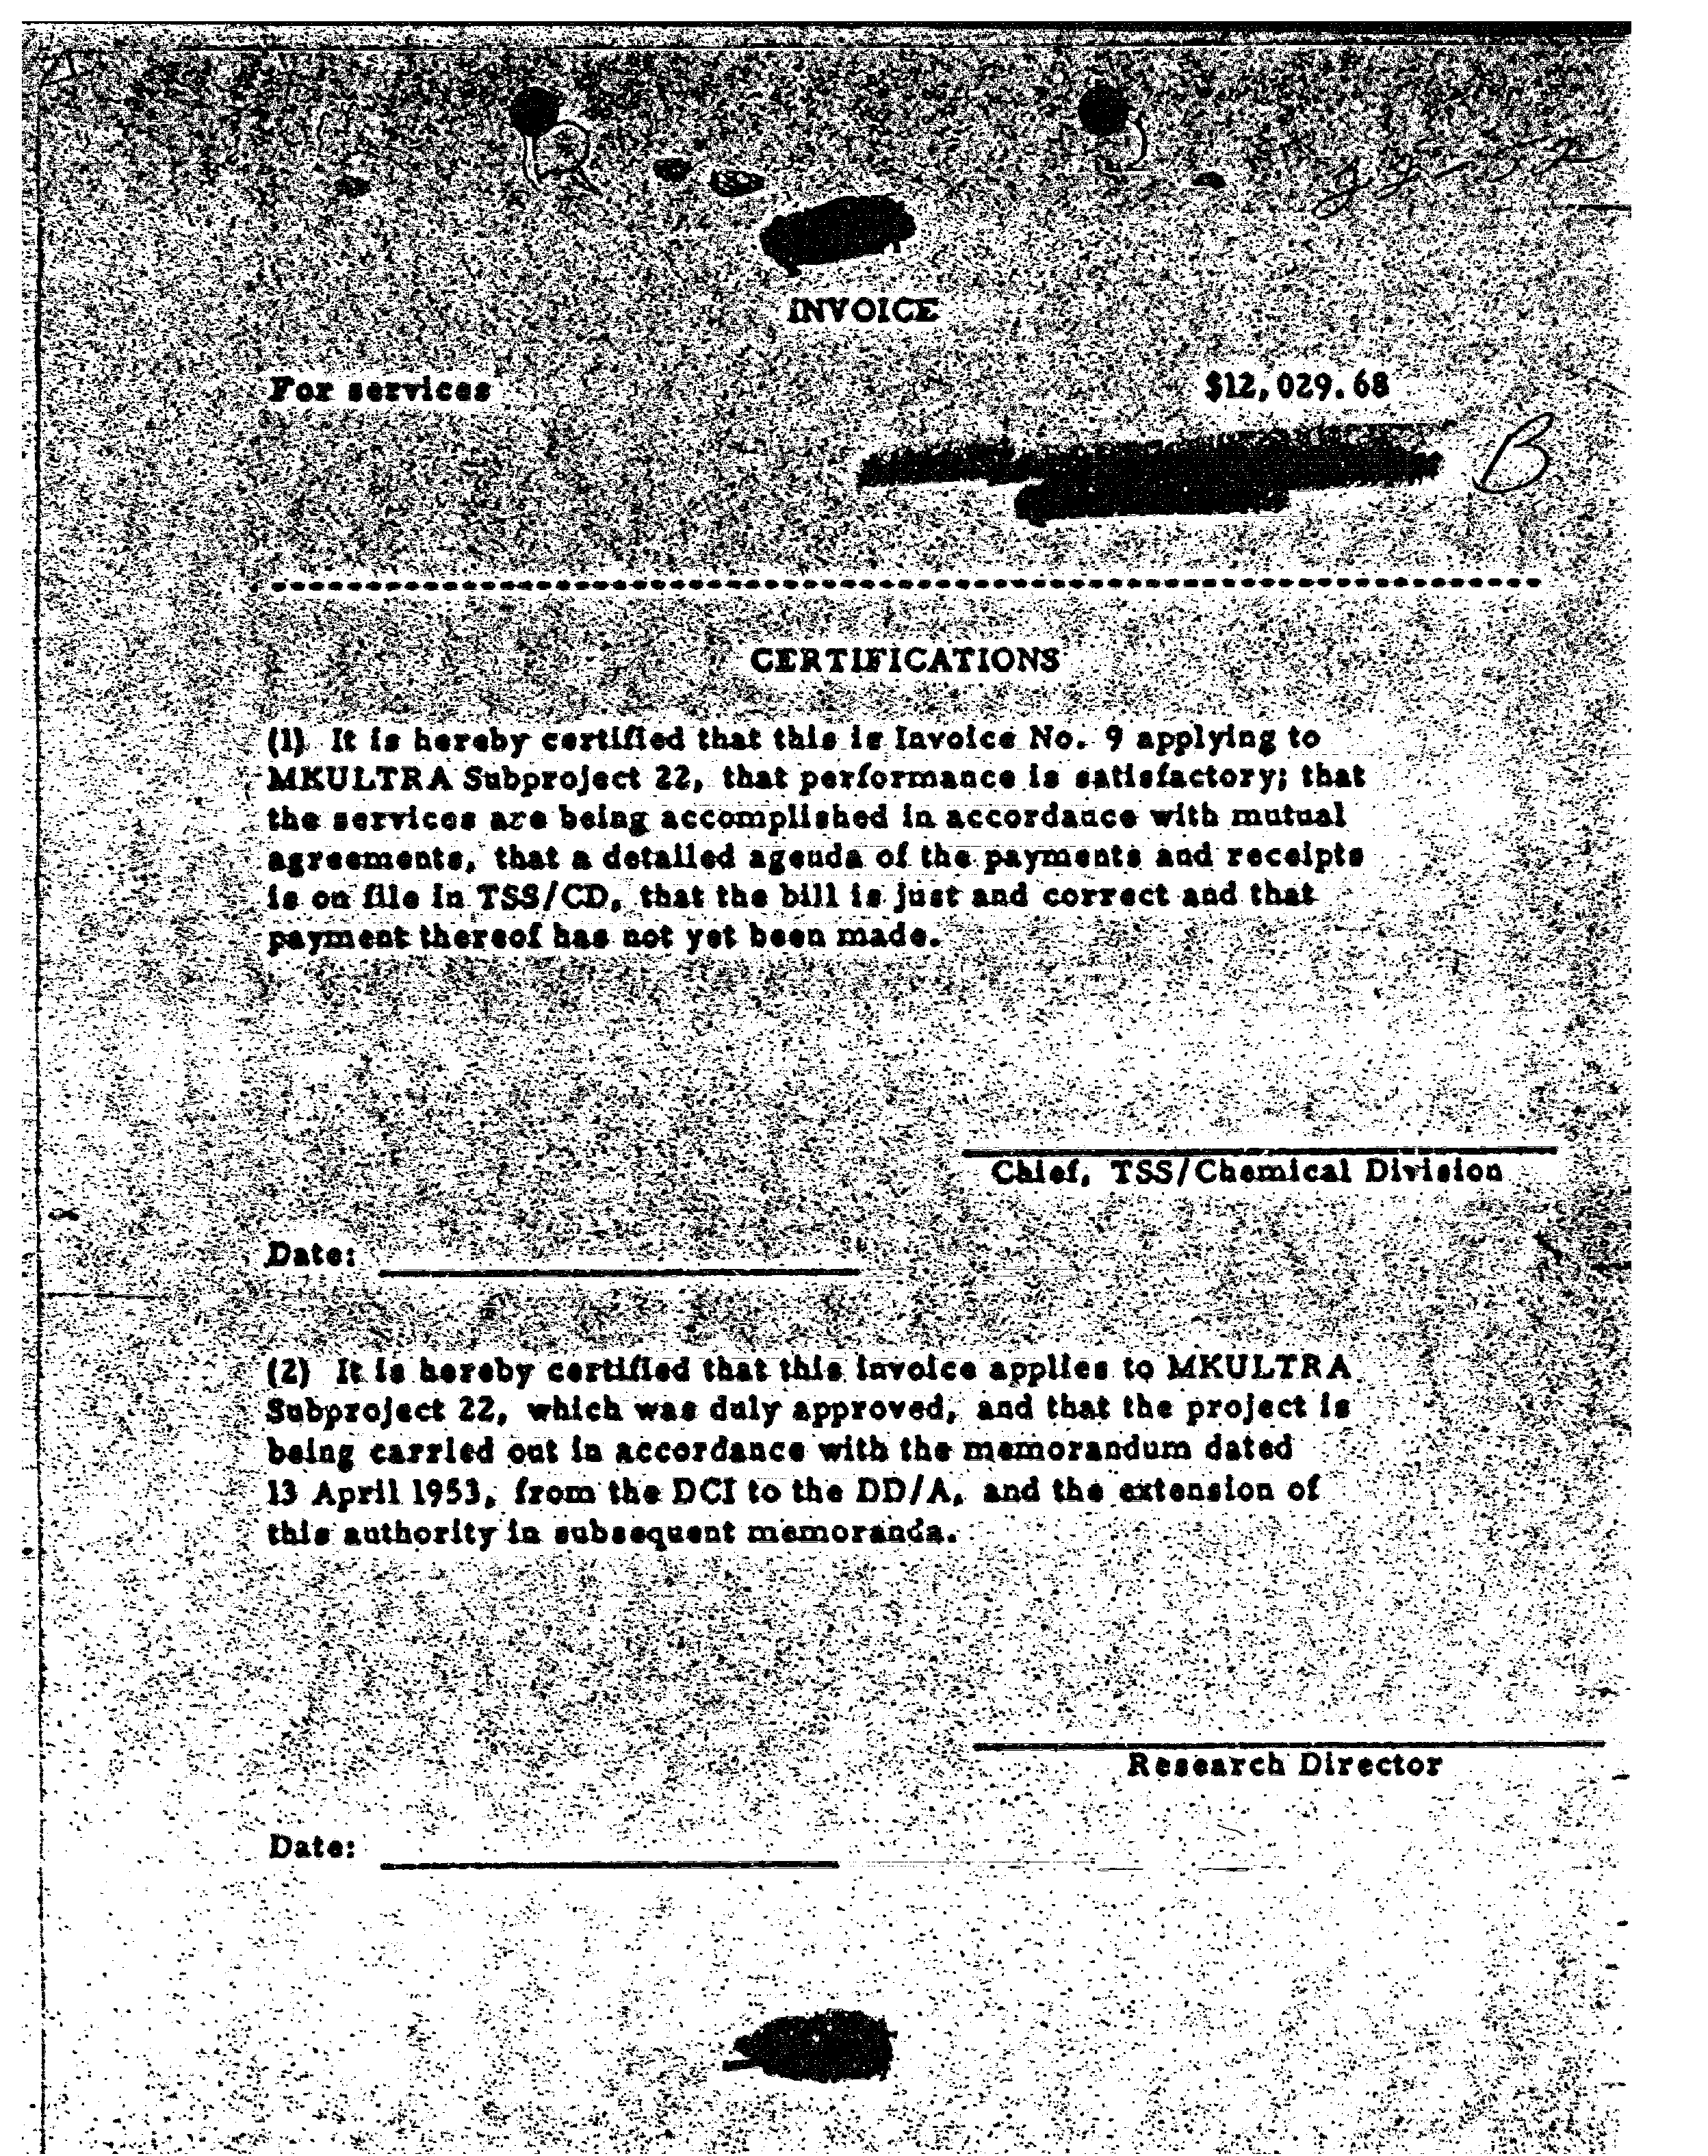 INVOICE
For services $12,029.68
B
CERTIFICATIONS
(1) It is hereby certified that this is Invoice No. 9 applying to
MKULTRA Subproject 22, that performance is satisfactory; that
the services are being accomplished in accordance with mutual
agreements, that a detailed agenda of the payments and receipts
is on file in TSS/CD, that the bill is just and correct and that
payment thereof has not yet been made.
Chief, TSS/Chemical Division
Date:
(2) It is hereby certified that this invoice applies to MKULTRA
Subproject 22, which was duly approved, and that the project is
being carried out in accordance with the memorandum dated
13 April 1953, from the DCI to the DD/A, and the extension of
this authority in subsequent memoranda.
Research Director
Date: